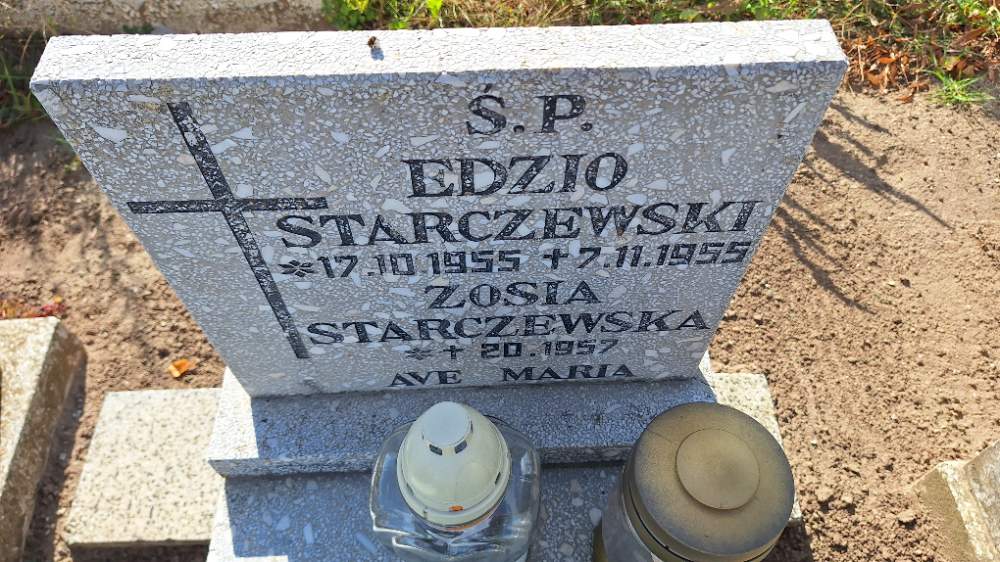 Ś.P.
EDZIO
STARCZEWSKI
*17.10.1955 +7.11.1955
ZOSIA
STARCZEWSKA
*+ 20.1957
AVE MARIA